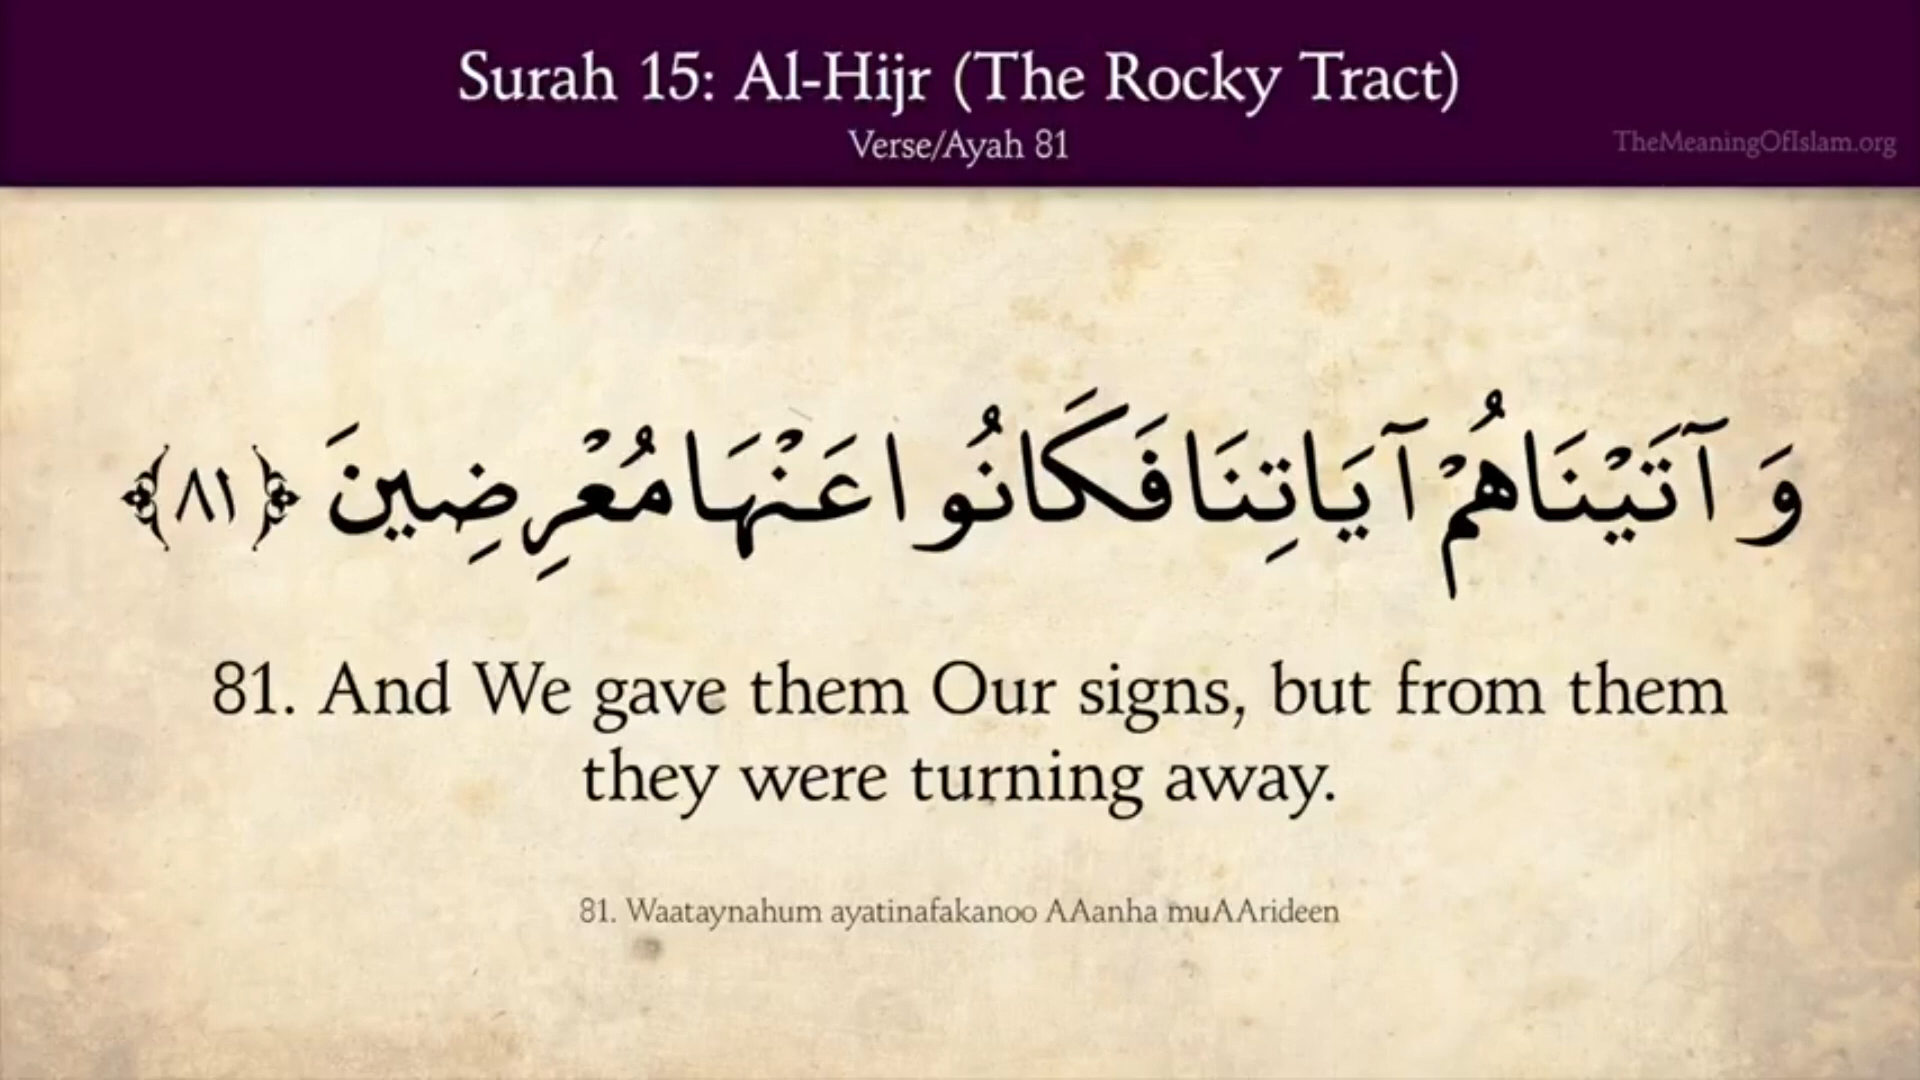 Surah 15: Al-Hijr (The Rocky Tract)
Verse/Ayah 81
TheMeaningOfIslam.org
وَآتَيْنَاهُمْ آيَاتِنَا فَكَانُوا عَنْهَا مُعْرِضِينَ ﴿٨١﴾
81. And We gave them Our signs, but from them
they were turning away.
81. Waataynahum ayatinafakanoo AAanha muAArideen